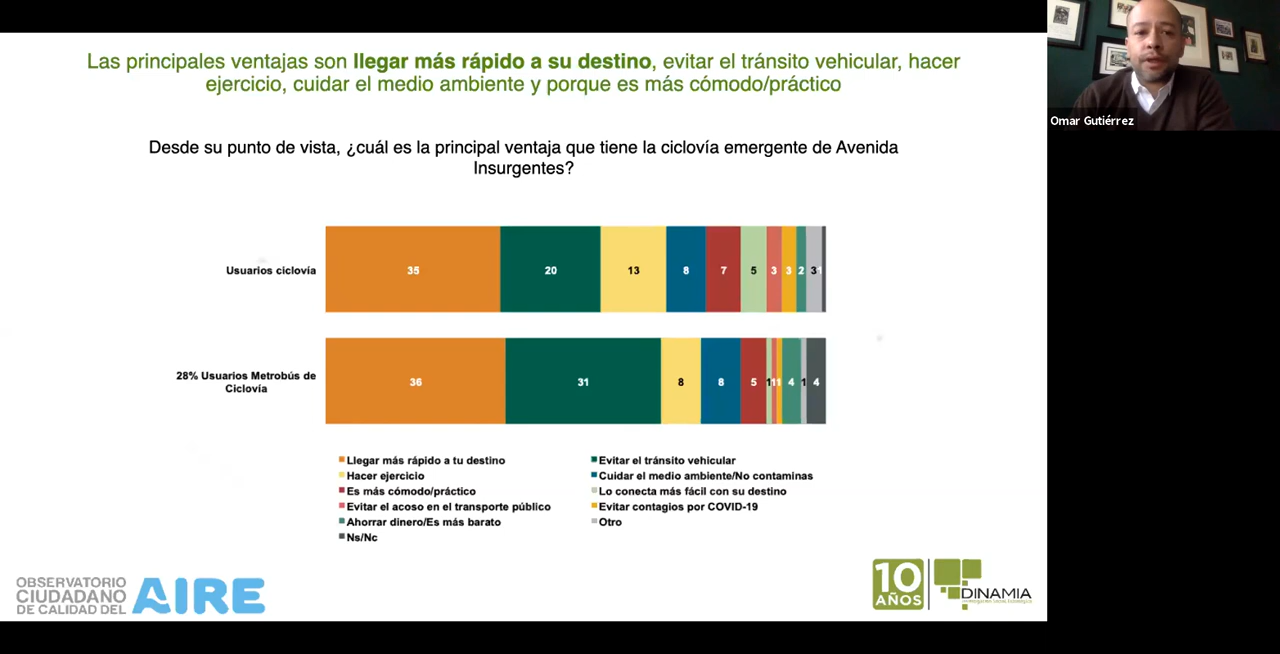 Las principales ventajas son llegar más rápido a su destino, evitar el tránsito vehicular, hacer
ejercicio, cuidar el medio ambiente y porque es más cómodo/práctico
Omar Gutiérrez
Desde su punto de vista, ¿cuál es la principal ventaja que tiene la ciclovía emergente de Avenida
Insurgentes?
Usuarios ciclovía
35 20 13 8 7 5 3 3 2 3 1
28% Usuarios Metrobús de
Ciclovía
36 31 8 8 5 1 1 1 4 1 4
Llegar más rápido a tu destino
Evitar el tránsito vehicular
Hacer ejercicio
Cuidar el medio ambiente/No contaminas
Es más cómodo/práctico
Lo conecta más fácil con su destino
Evitar el acoso en el transporte público
Evitar contagios por COVID-19
Ahorrar dinero/Es más barato
Otro
Ns/Nc
OBSERVATORIO
CIUDADANO
DE CALIDAD DEL
AIRE
10
AÑOS
DINAMIA